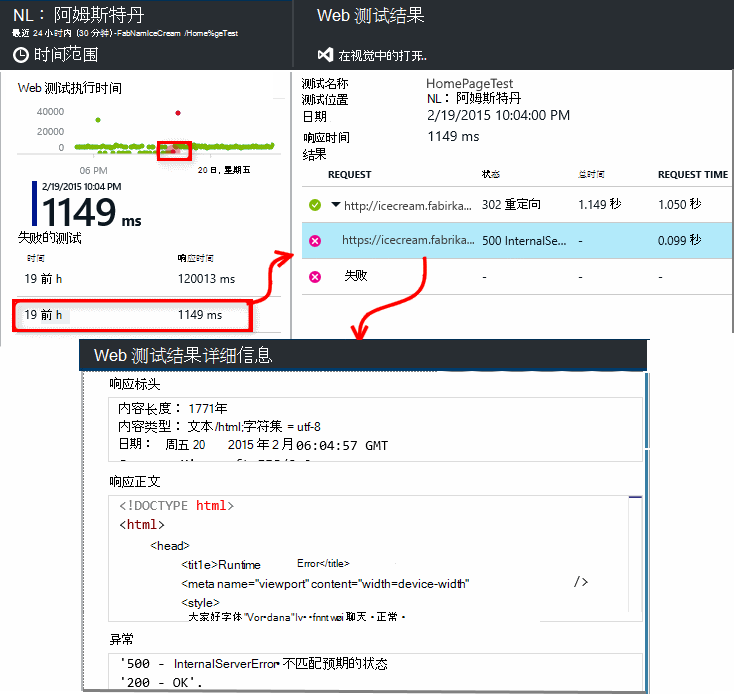 NL： 阿姆斯特丹
最近 24 小时内 (30 分钟) -FabNamIceCream /Home%geTest
时间范围
Web 测试执行时间
40000
20000
0
06 PM
20 日, 星期五
2/19/2015 10:04 PM
1149 ms
失败的测试
时间 响应时间
19 前 h 120013 ms
19 前 h 1149 ms
Web 测试结果
在视觉中的打开..
测试名称 HomePageTest
测试位置 NL： 阿姆斯特丹
日期 2/19/2015 10:04:00 PM
响应时间 1149 ms
结果
REQUEST 状态 总时间 REQUEST TIME
http://icecream.fabirka... 302 重定向 1.149 秒 1.050 秒
https://icecream.fabrika... 500 InternalSe... - 0.099 秒
失败 - - -
Web 测试结果详细信息
响应标头
内容长度： 1771年
内容类型： 文本 /html;字符集 = utf-8
日期： 周五 20 2015 年 2 月 06:04:57 GMT
响应正文
<!DOCTYPE html>
<html>
<head>
<tit1e>Runtime Error</title>
<meta name="viewport" content="width=device-width" />
<style>
大家好字体 聊天 正常
异常
'500 - InternalServerError• 不匹配预期的状态
'200 - OK'.